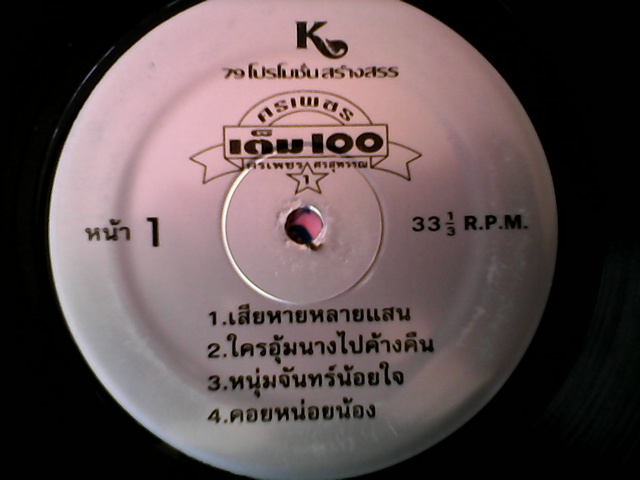 K
79 โปรโมชั่น สร้างสรร
ศรเพชร
เต็ม 100
ศรเพชร ศรสุพรรณ
1
หน้า 1
33 1/3 R.P.M.
1.เสียหายหลายแสน
2.ใครอุ้มนางไปค้างคืน
3.หนุ่มจันทร์น้อยใจ
4.คอยหน่อยน้อง